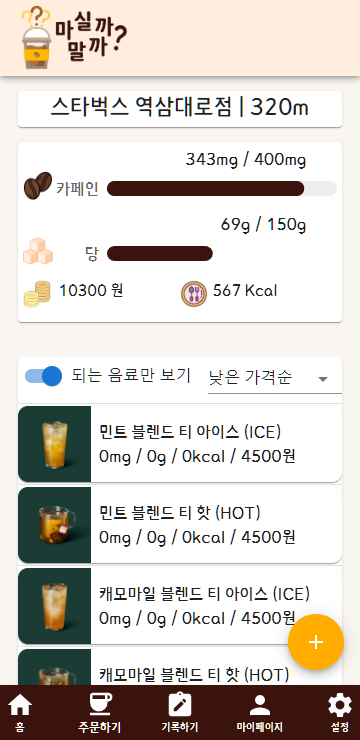 마실까
말까?
스타벅스 역삼대로점 | 320m
343mg / 400mg
카페인
69g / 150g
당
10300 원
567 Kcal
되는 음료만 보기
낮은 가격순
민트 블렌드 티 아이스 (ICE)
0mg / 0g / 0kcal / 4500원
민트 블렌드 티 핫 (HOT)
0mg / 0g / 0kcal / 4500원
캐모마일 블렌드 티 아이스 (ICE)
0mg / 0g / 0kcal / 4500원
+
캐모마일 블렌드 티 핫 (HOT)
홈
주문하기
기록하기
마이페이지
설정